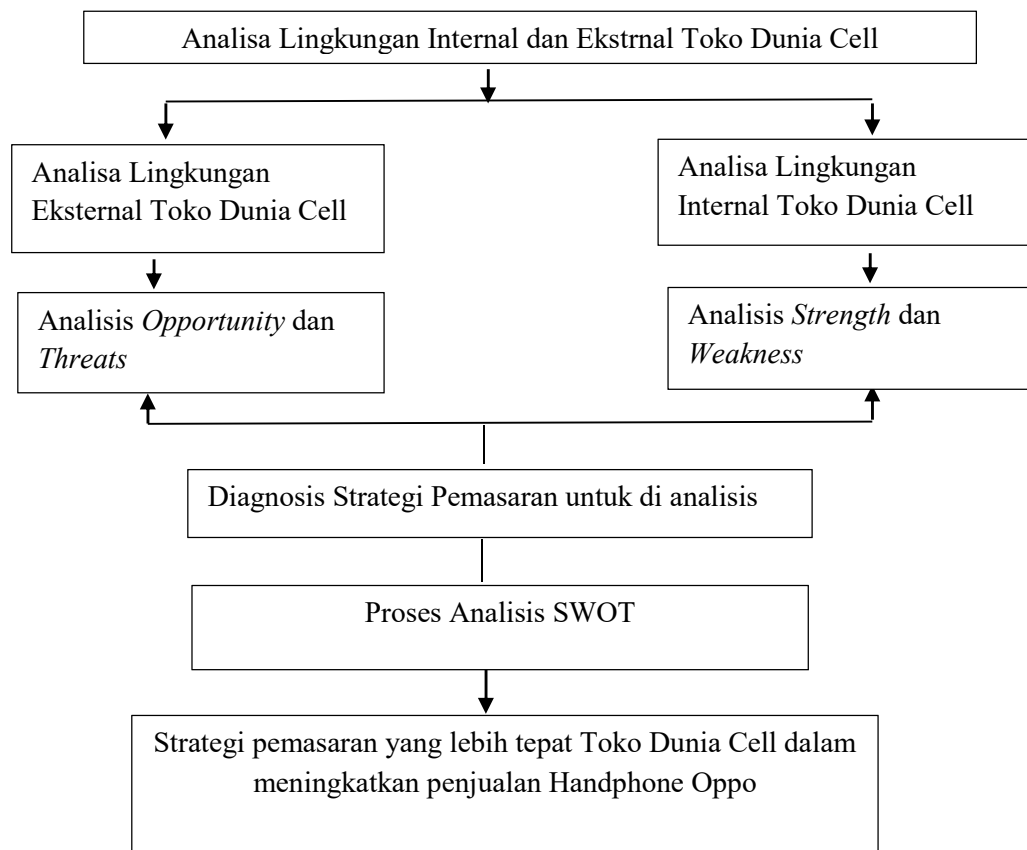 Analisa Lingkungan Internal dan Ekstrnal Toko Dunia Cell
Analisa Lingkungan
Eksternal Toko Dunia Cell
Analisa Lingkungan
Internal Toko Dunia Cell
Analisis Opportunity dan
Threats
Analisis Strength dan
Weakness
Diagnosis Strategi Pemasaran untuk di analisis
Proses Analisis SWOT
Strategi pemasaran yang lebih tepat Toko Dunia Cell dalam
meningkatkan penjualan Handphone Oppo